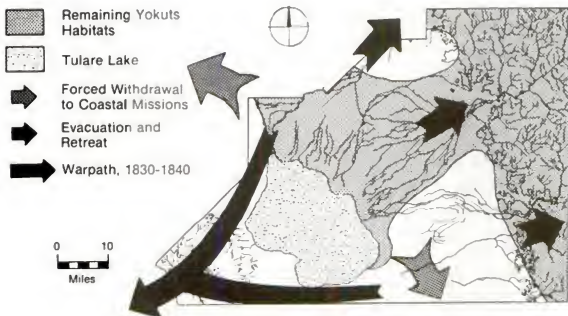 Remaining Yokuts
Habitats
Tulare Lake
Forced Withdrawal
to Coastal Missions
Evacuation and
Retreat
Warpath, 1830-1840
0 10
Miles